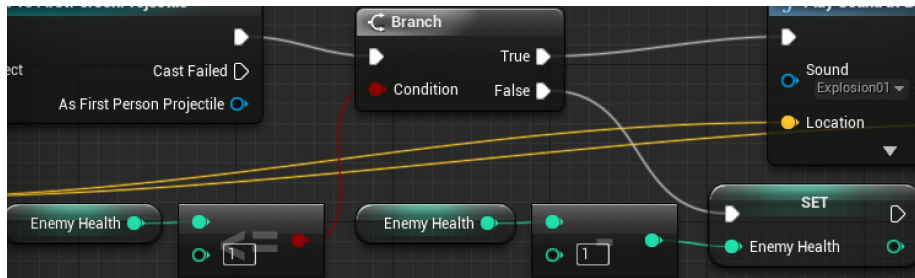 Branch
True
ect
Cast Failed
Sound
Explosion01
As First Person Projectile
Condition
False
Location
SET
Enemy Health
<=
Enemy Health
-
Enemy Health
1
1